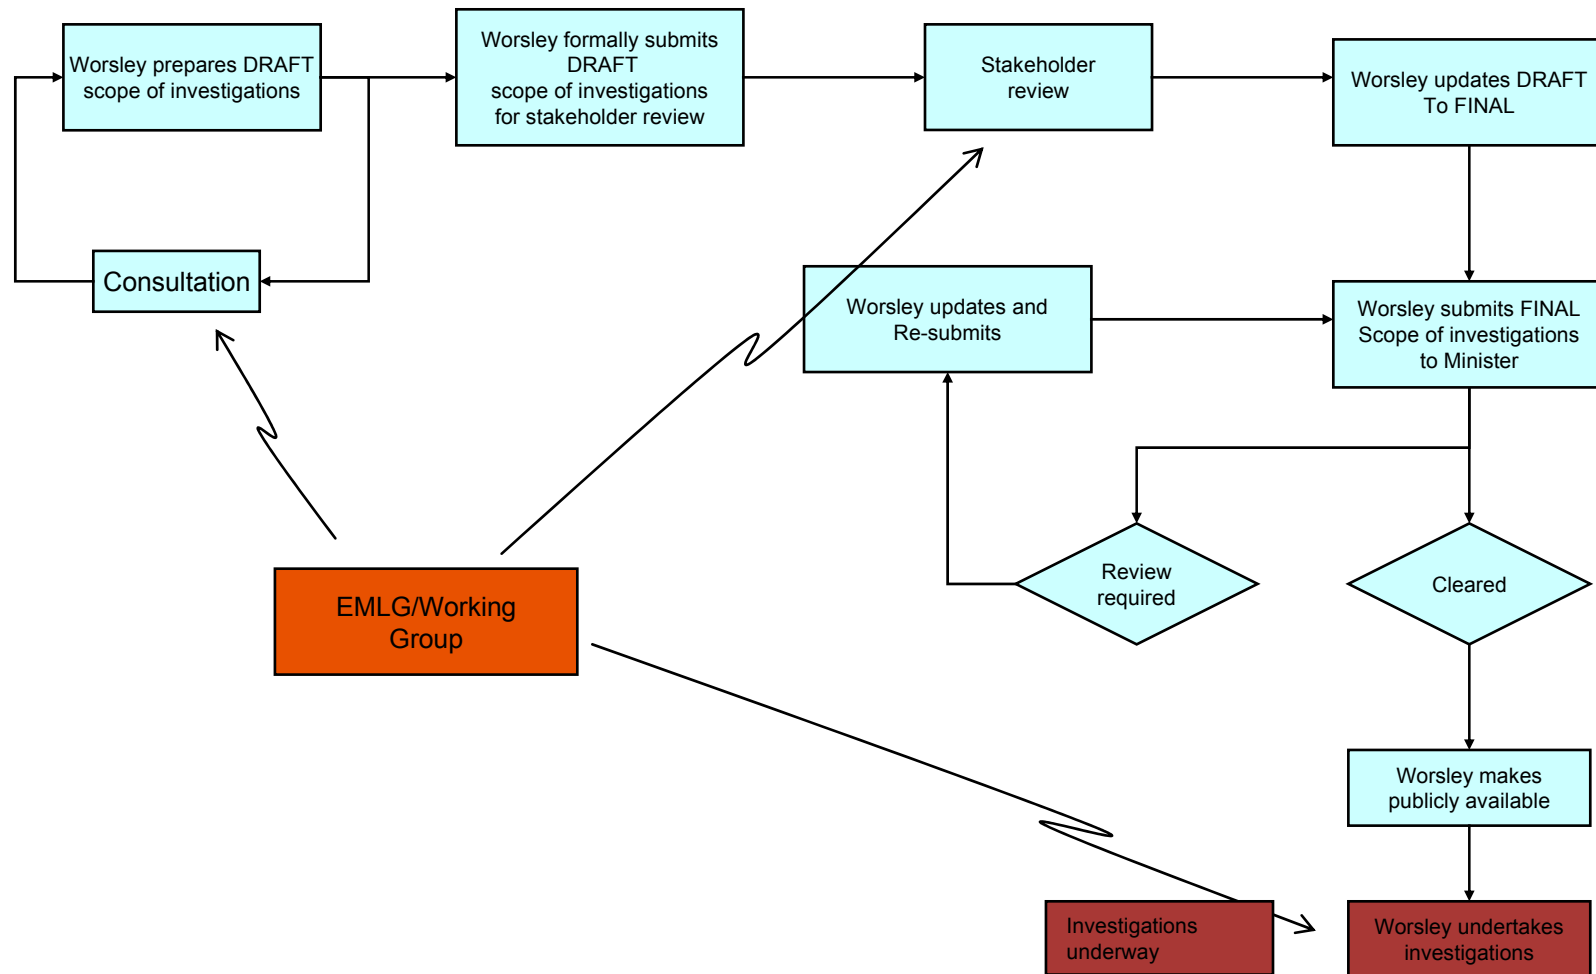 Worsley prepares DRAFT
scope of investigations
Worsley formally submits
DRAFT
scope of investigations
for stakeholder review
Stakeholder
review
Worsley updates DRAFT
To FINAL
Consultation
Worsley updates and
Re-submits
Worsley submits FINAL
Scope of investigations
to Minister
Review
required
Cleared
EMLG/Working
Group
Worsley makes
publicly available
Investigations
underway
Worsley undertakes
investigations